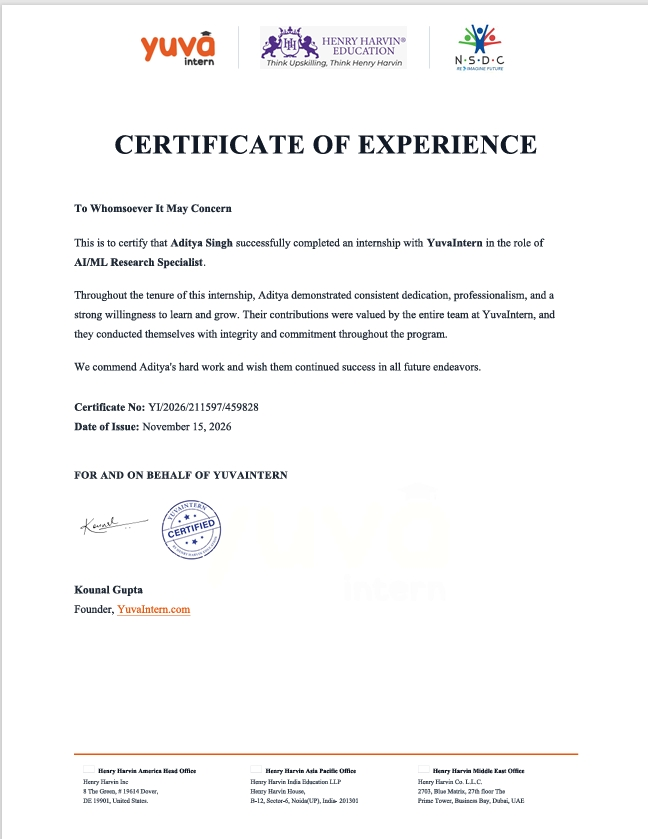 yuva
intern
HENRY HARVIN®
EDUCATION
Think Upskilling, Think Henry Harvin
N·S·D·C
RE IMAGINE FUTURE
CERTIFICATE OF EXPERIENCE
To Whomsoever It May Concern
This is to certify that Aditya Singh successfully completed an internship with YuvaIntern in the role of
AI/ML Research Specialist.
Throughout the tenure of this internship, Aditya demonstrated consistent dedication, professionalism, and a
strong willingness to learn and grow. Their contributions were valued by the entire team at YuvaIntern, and
they conducted themselves with integrity and commitment throughout the program.
We commend Aditya's hard work and wish them continued success in all future endeavors.
Certificate No: YI/2026/211597/459828
Date of Issue: November 15, 2026
FOR AND ON BEHALF OF YUVAINTERN
Kounal
YUVAINTERN
CERTIFIED
yuva
intern
Kounal Gupta
Founder, YuvaIntern.com
Henry Harvin America Head Office
Henry Harvin Inc
8 The Green, # 19614 Dover,
DE 19901, United States.
Henry Harvin Asia Pacific Office
Henry Harvin India Education LLP
Henry Harvin House,
B-12, Sector-6, Noida(UP), India- 201301
Henry Harvin Middle East Office
Henry Harvin Co. L.L.C.
2703, Blue Matrix, 27th floor The
Prime Tower, Business Bay, Dubai, UAE